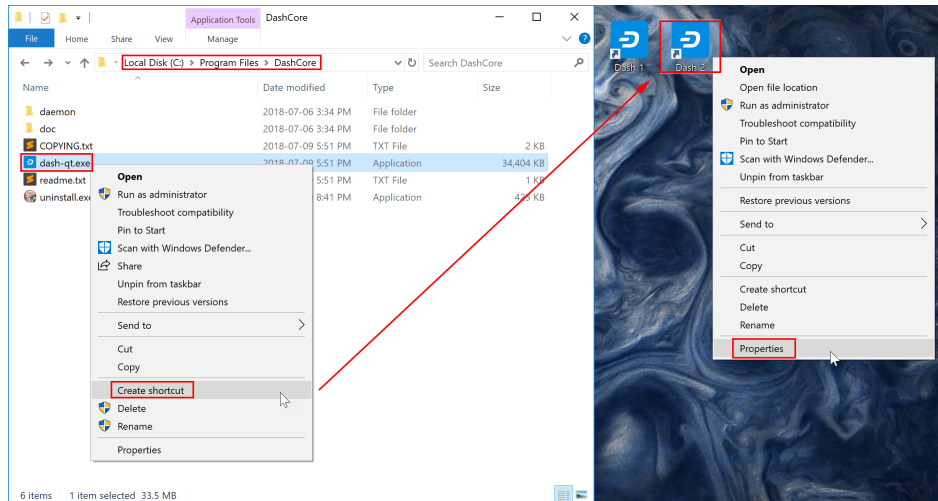 Application Tools
DashCore
File
Home
Share
View
Manage
Local Disk (C:) > Program Files > DashCore
Search DashCore
Name
Date modified
Type
Size
daemon
2018-07-06 3:34 PM
File folder
doc
2018-07-06 3:34 PM
File folder
COPYING.txt
2018-07-09 5:51 PM
TXT File
2 KB
dash-qt.exe
2018-07-09 5:51 PM
Application
34,404 KB
readme.txt
5:51 PM
TXT File
1 KB
uninstall.exe
8:41 PM
Application
KB
Open
Run as administrator
Troubleshoot compatibility
Pin to Start
Scan with Windows Defender...
Share
Unpin from taskbar
Restore previous versions
Send to
Cut
Copy
Create shortcut
Delete
Rename
Properties
6 items
1 item selected 33.5 MB
Dash 1
Dash 2
Open
Open file location
Run as administrator
Troubleshoot compatibility
Pin to Start
Scan with Windows Defender...
Unpin from taskbar
Restore previous versions
Send to
Cut
Copy
Create shortcut
Delete
Rename
Properties